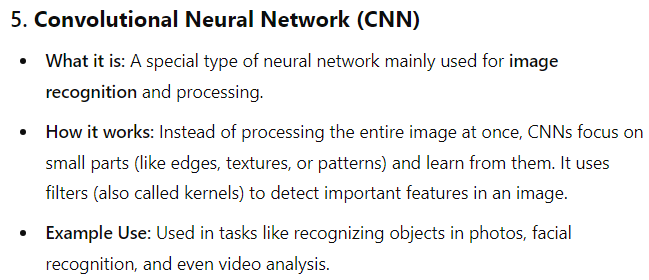 5. Convolutional Neural Network (CNN)
• What it is: A special type of neural network mainly used for image
recognition and processing.
• How it works: Instead of processing the entire image at once, CNNs focus on
small parts (like edges, textures, or patterns) and learn from them. It uses
filters (also called kernels) to detect important features in an image.
• Example Use: Used in tasks like recognizing objects in photos, facial
recognition, and even video analysis.